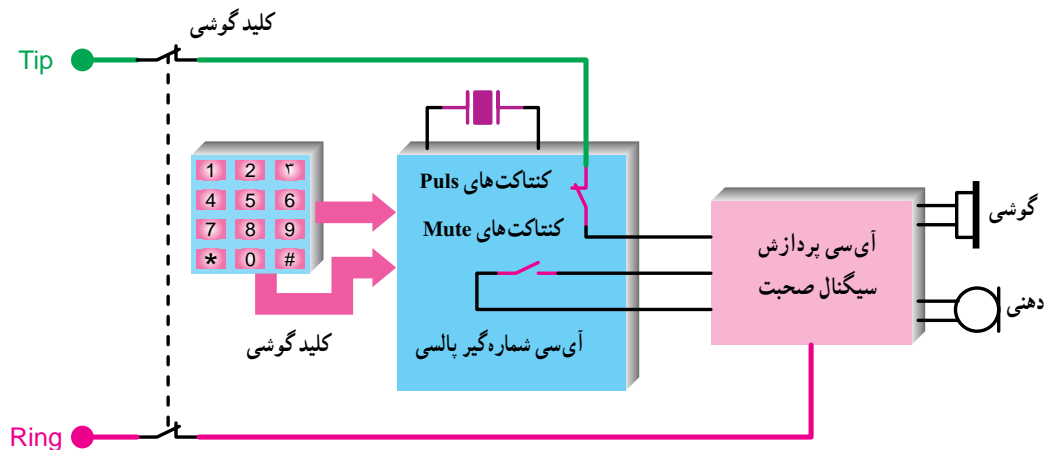 کلید گوشی
Tip
1 2 ۳
4 5 6
7 8 9
* 0 #
کنتاکت‌های Puls
کنتاکت‌های Mute
آی‌سی شماره‌گیر پالسی
کلید گوشی
آی‌سی پردازش
سیگنال صحبت
گوشی
دهنی
Ring